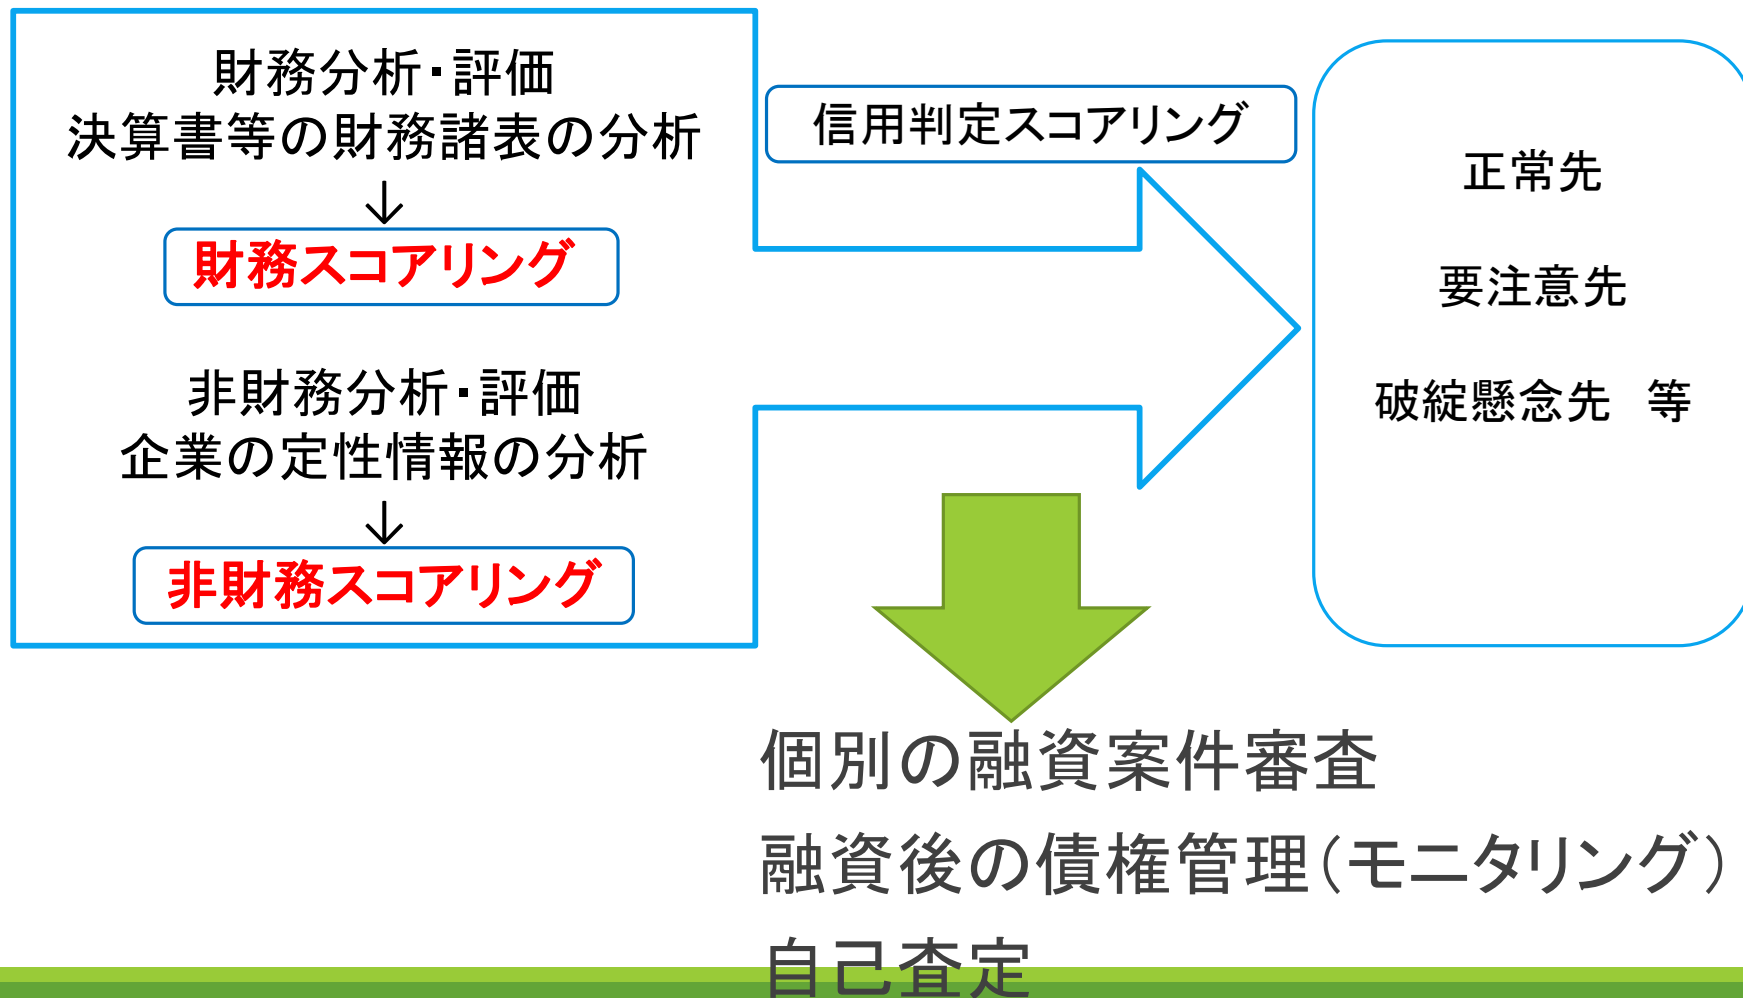 財務分析・評価
決算書等の財務諸表の分析
↓
財務スコアリング
非財務分析・評価
企業の定性情報の分析
↓
非財務スコアリング
信用判定スコアリング
正常先
要注意先
破綻懸念先　等
個別の融資案件審査
融資後の債権管理（モニタリング）
自己査定